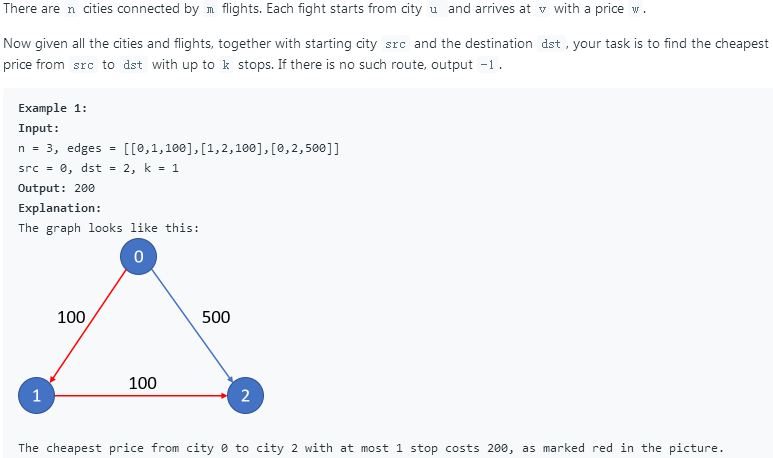 There are n cities connected by m flights. Each fight starts from city u and arrives at v with a price w.
Now given all the cities and flights, together with starting city src and the destination dst, your task is to find the cheapest
price from src to dst with up to k stops. If there is no such route, output -1.
Example 1:
Input:
n = 3, edges = [[0,1,100],[1,2,100],[0,2,500]]
src = 0, dst = 2, k = 1
Output: 200
Explanation:
The graph looks like this:
0
100 500
100
1 2
The cheapest price from city 0 to city 2 with at most 1 stop costs 200, as marked red in the picture.